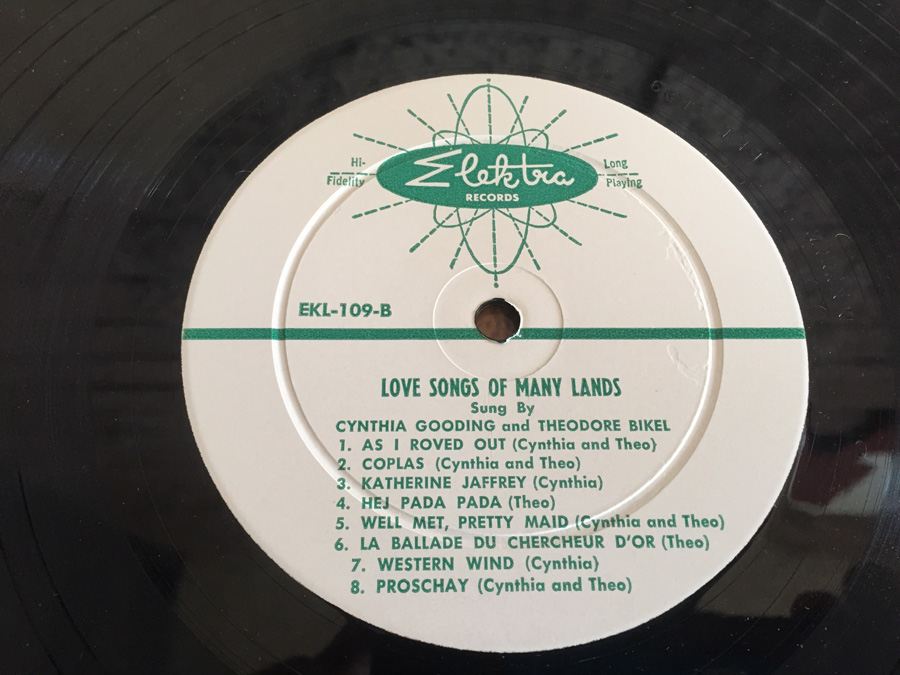 Hi-
Fidelity
Elektra
RECORDS
Long
Playing
EKL-109-B
LOVE SONGS OF MANY LANDS
Sung By
CYNTHIA GOODING and THEODORE BIKEL
1. AS I ROVED OUT (Cynthia and Theo)
2. COPLAS (Cynthia and Theo)
3. KATHERINE JAFFREY (Cynthia)
4. HEJ PADA PADA (Theo)
5. WELL MET, PRETTY MAID (Cynthia and Theo)
6. LA BALLADE DU CHERCHEUR D'OR (Theo)
7. WESTERN WIND (Cynthia)
8. PROSCHAY (Cynthia and Theo)